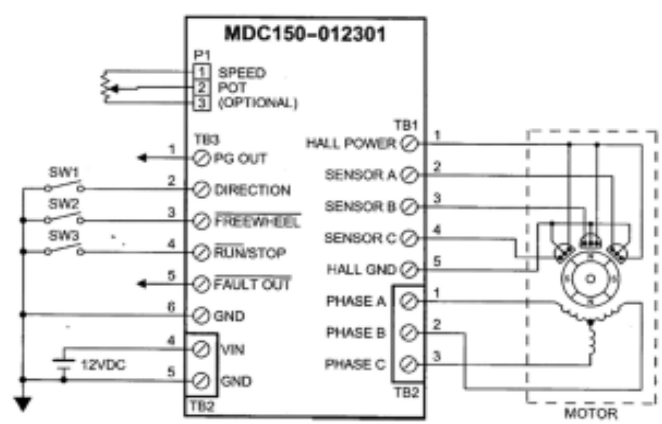 MDC150-012301
P1
1 SPEED
2 POT
3 (OPTIONAL)
TB3
1 PG OUT
SW1
2 DIRECTION
SW2
3 FREEWHEEL
SW3
4 RUN/STOP
5 FAULT OUT
6 GND
4 VIN
12VDC
5 GND
TB2
TB1
HALL POWER 1
SENSOR A 2
SENSOR B 3
SENSOR C 4
HALL GND 5
PHASE A 1
PHASE B 2
PHASE C 3
TB2
MOTOR